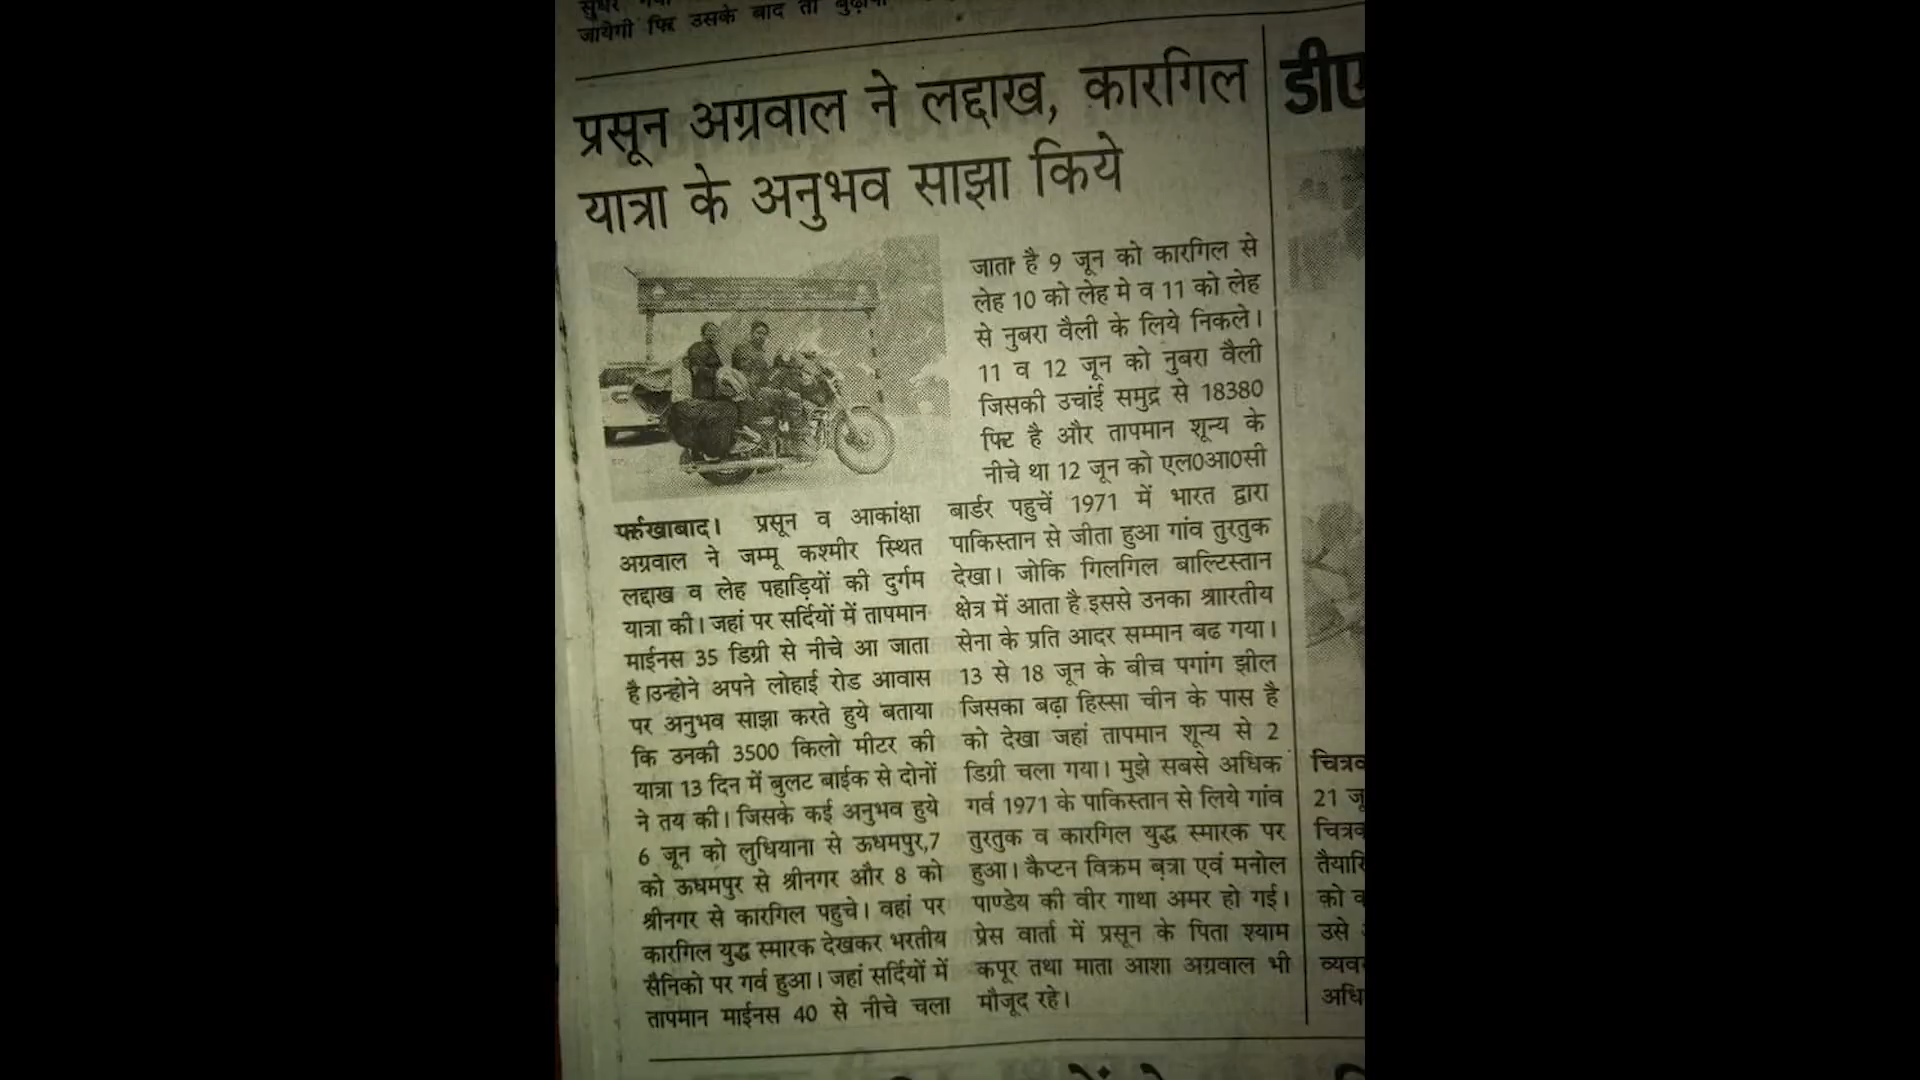 जायेगी फिर उसके बाद तो
प्रसून अग्रवाल ने लद्दाख, कारगिल
यात्रा के अनुभव साझा किये
फर्रूखाबाद। प्रसून व आकांक्षा
अग्रवाल ने जम्मू कश्मीर स्थित
लद्दाख व लेह पहाड़ियों की दुर्गम
यात्रा की। जहां पर सर्दियों में तापमान
माईनस 35 डिग्री से नीचे आ जाता
है।उन्होने अपने लोहाई रोड आवास
पर अनुभव साझा करते हुये बताया
कि उनकी 3500 किलो मीटर की
यात्रा 13 दिन में बुलट बाईक से दोनों
ने तय की। जिसके कई अनुभव हुये
6 जून को लुधियाना से ऊधमपुर,7
को ऊधमपुर से श्रीनगर और 8 को
श्रीनगर से कारगिल पहुचे। वहां पर
कारगिल युद्ध स्मारक देखकर भरतीय
सैनिको पर गर्व हुआ। जहां सर्दियों में
तापमान माईनस 40 से नीचे चला
जाता है 9 जून को कारगिल से
लेह 10 को लेह मे व 11 को लेह
से नुबरा वैली के लिये निकले।
11 व 12 जून को नुबरा वैली
जिसकी उचांई समुद्र से 18380
फिट है और तापमान शून्य के
नीचे था 12 जून को एल0आ0सी
बार्डर पहुचें 1971 में भारत द्वारा
पाकिस्तान से जीता हुआ गांव तुरतुक
देखा। जोकि गिलगिल बाल्टिस्तान
क्षेत्र में आता है इससे उनका श्राारतीय
सेना के प्रति आदर सम्मान बढ गया।
13 से 18 जून के बीच पगांग झील
जिसका बढ़ा हिस्सा चीन के पास है
को देखा जहां तापमान शून्य से 2
डिग्री चला गया। मुझे सबसे अधिक
गर्व 1971 के पाकिस्तान से लिये गांव
तुरतुक व कारगिल युद्ध स्मारक पर
हुआ। कैप्टन विक्रम बत्रा एवं मनोल
पाण्डेय की वीर गाथा अमर हो गई।
प्रेस वार्ता में प्रसून के पिता श्याम
कपूर तथा माता आशा अग्रवाल भी
मौजूद रहे।
21
को
उसे